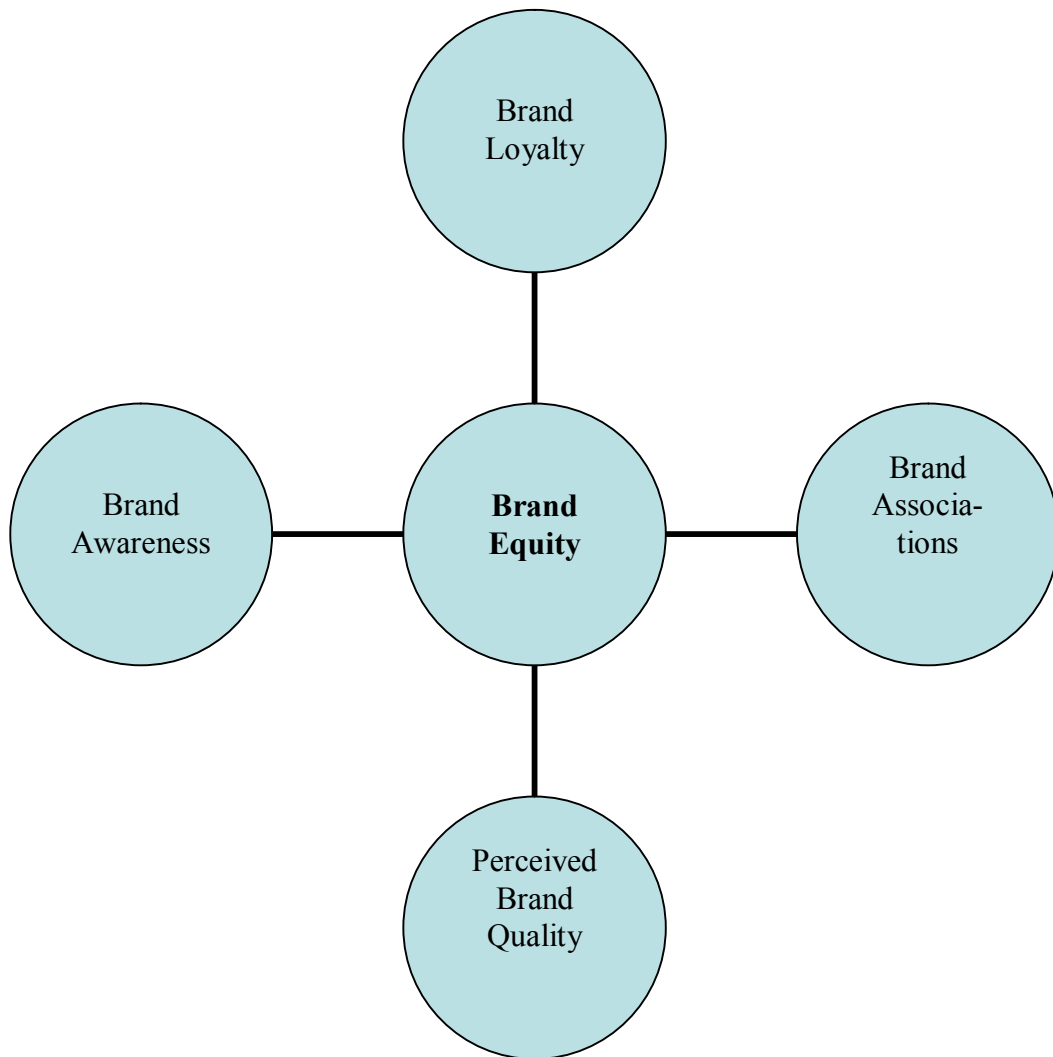 Brand
Loyalty
Brand
Awareness
Brand
Equity
Brand
Associa-
tions
Perceived
Brand
Quality